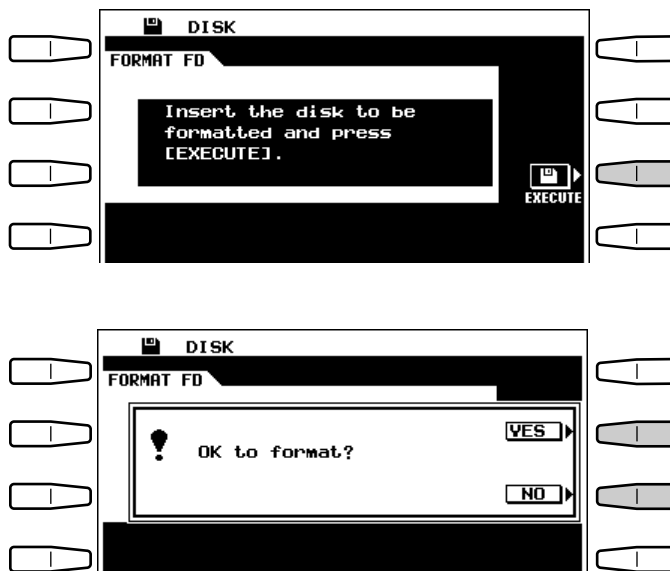 DISK
FORMAT FD
Insert the disk to be
formatted and press
[EXECUTE].
EXECUTE
DISK
FORMAT FD
YES
OK to format?
NO